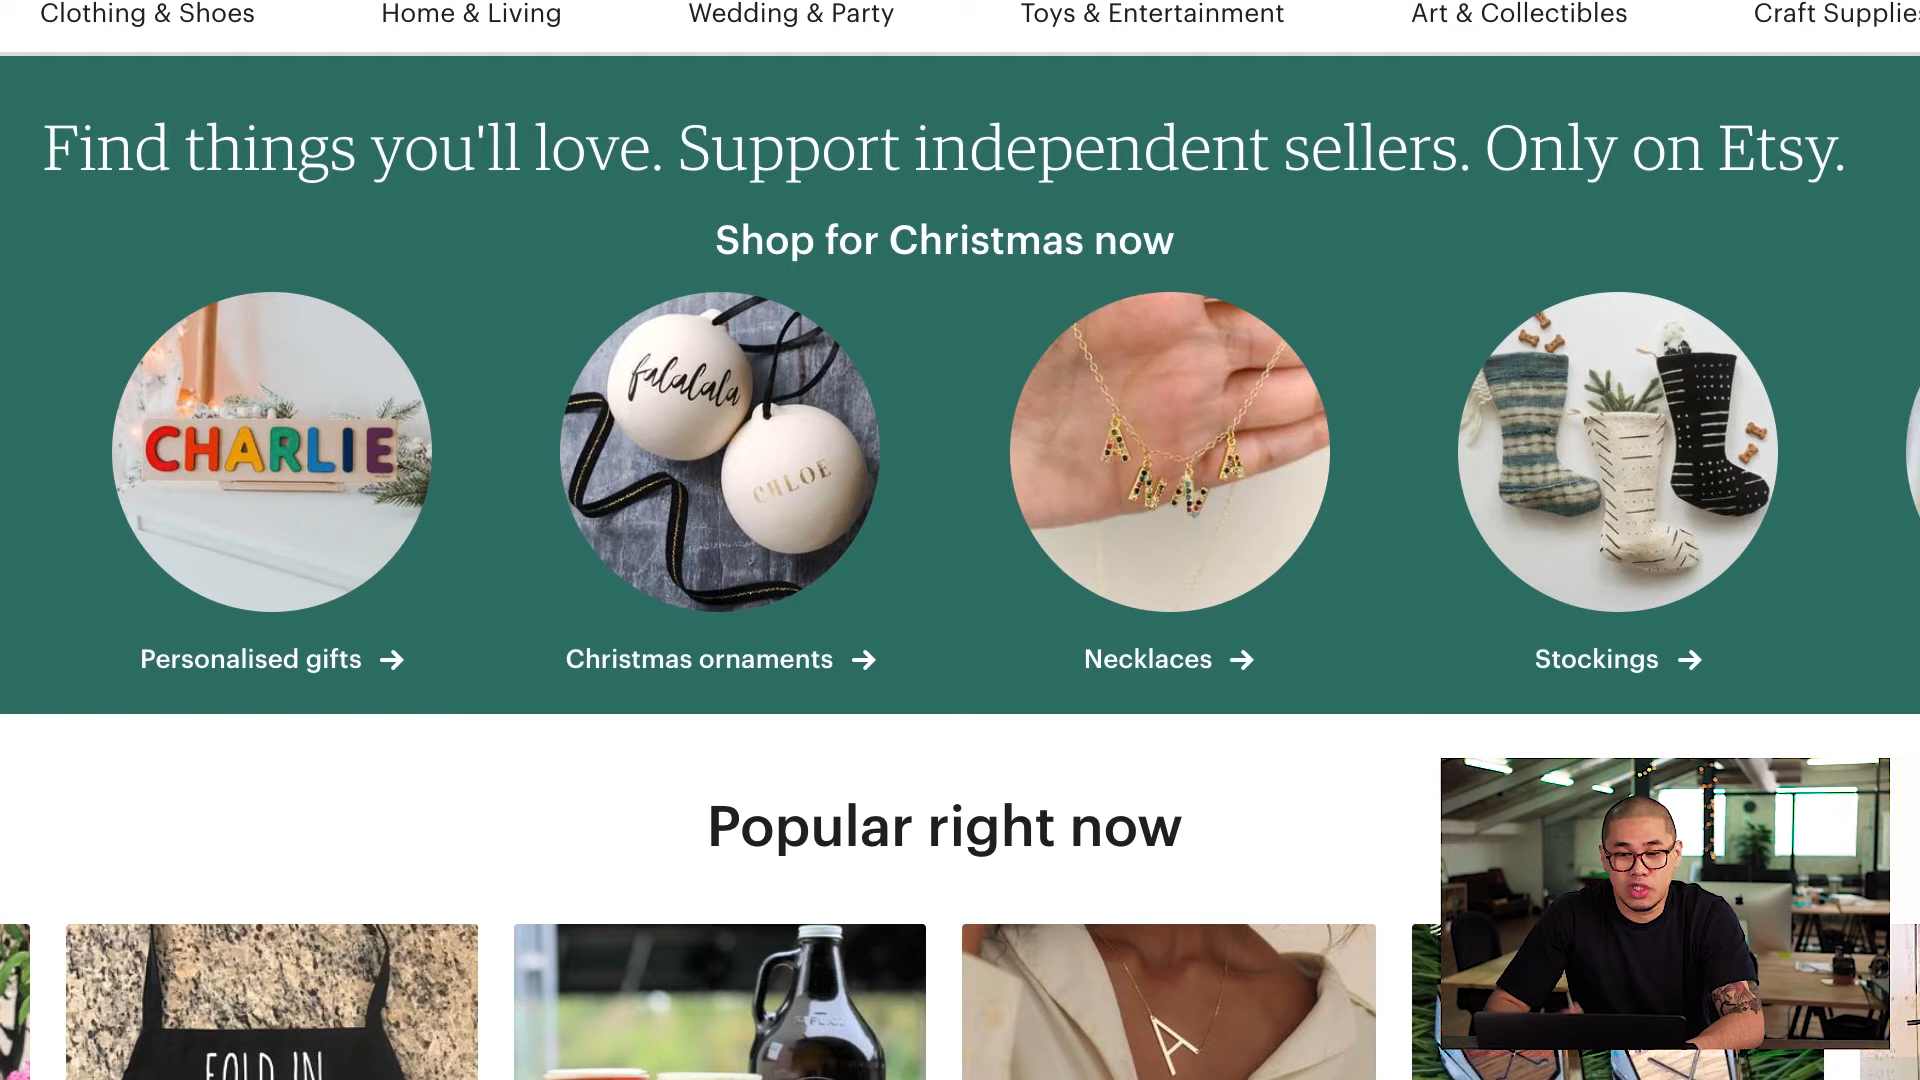 Clothing & Shoes
Home & Living
Wedding & Party
Toys & Entertainment
Art & Collectibles
Craft Supplies
Find things you'll love. Support independent sellers. Only on Etsy.
Shop for Christmas now
CHARLIE
falalala
CHLOE
A N N A
Personalised gifts
Christmas ornaments
Necklaces
Stockings
Popular right now
FOLD IN
A